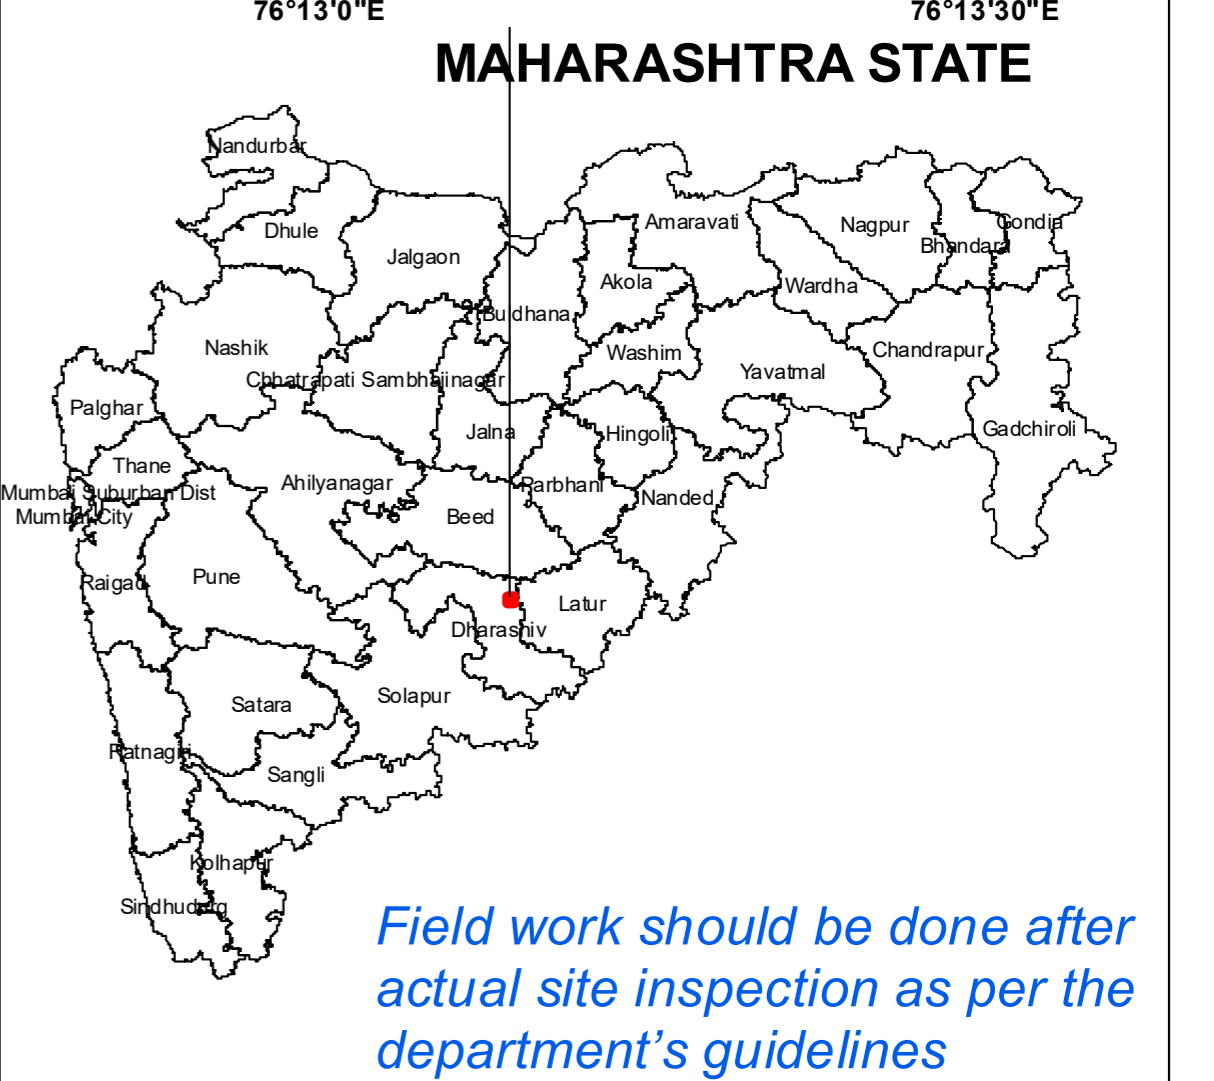 76°13'0"E
76°13'30"E
MAHARASHTRA STATE
Nandurbar
Dhule
Jalgaon
Amaravati
Nagpur
Gondia
Bhandara
Akola
Wardha
Buldhana
Nashik
Washim
Chandrapur
Yavatmal
Chhatrapati Sambhajinagar
Palghar
Jalna
Hingoli
Gadchiroli
Thane
Ahilyanagar
Parbhani
Mumbai Suburban Dist
Nanded
Mumbai City
Beed
Raigad
Pune
Latur
Dharashiv
Solapur
Satara
Ratnagiri
Sangli
Kolhapur
Sindhudurg
Field work should be done after
actual site inspection as per the
department’s guidelines